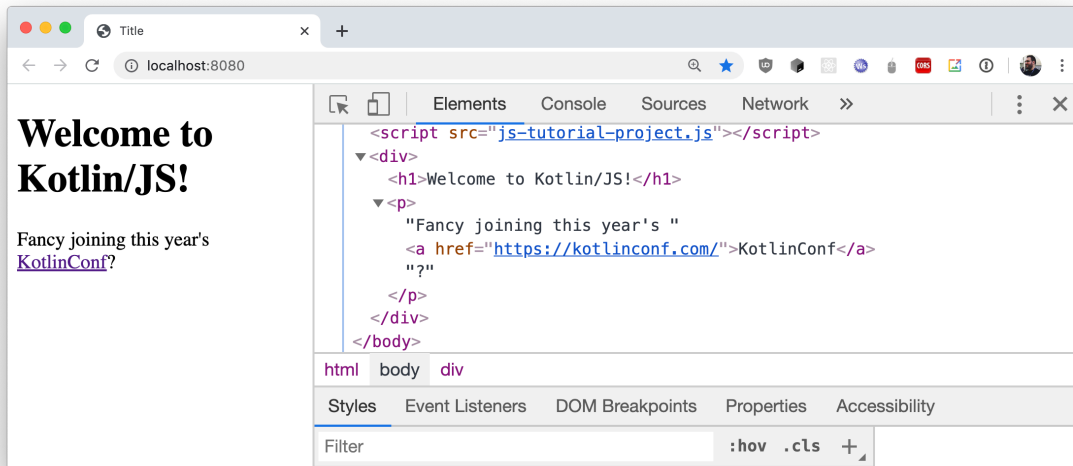 Title
localhost:8080
CORS
Welcome to
Kotlin/JS!
Fancy joining this year's
KotlinConf?
Elements Console Sources Network
<script src="js-tutorial-project.js"></script>
<div>
<h1>Welcome to Kotlin/JS!</h1>
<p>
"Fancy joining this year's "
<a href="https://kotlinconf.com/">KotlinConf</a>
"?"
</p>
</div>
</body>
html body div
Styles Event Listeners DOM Breakpoints Properties Accessibility
Filter :hov .cls +